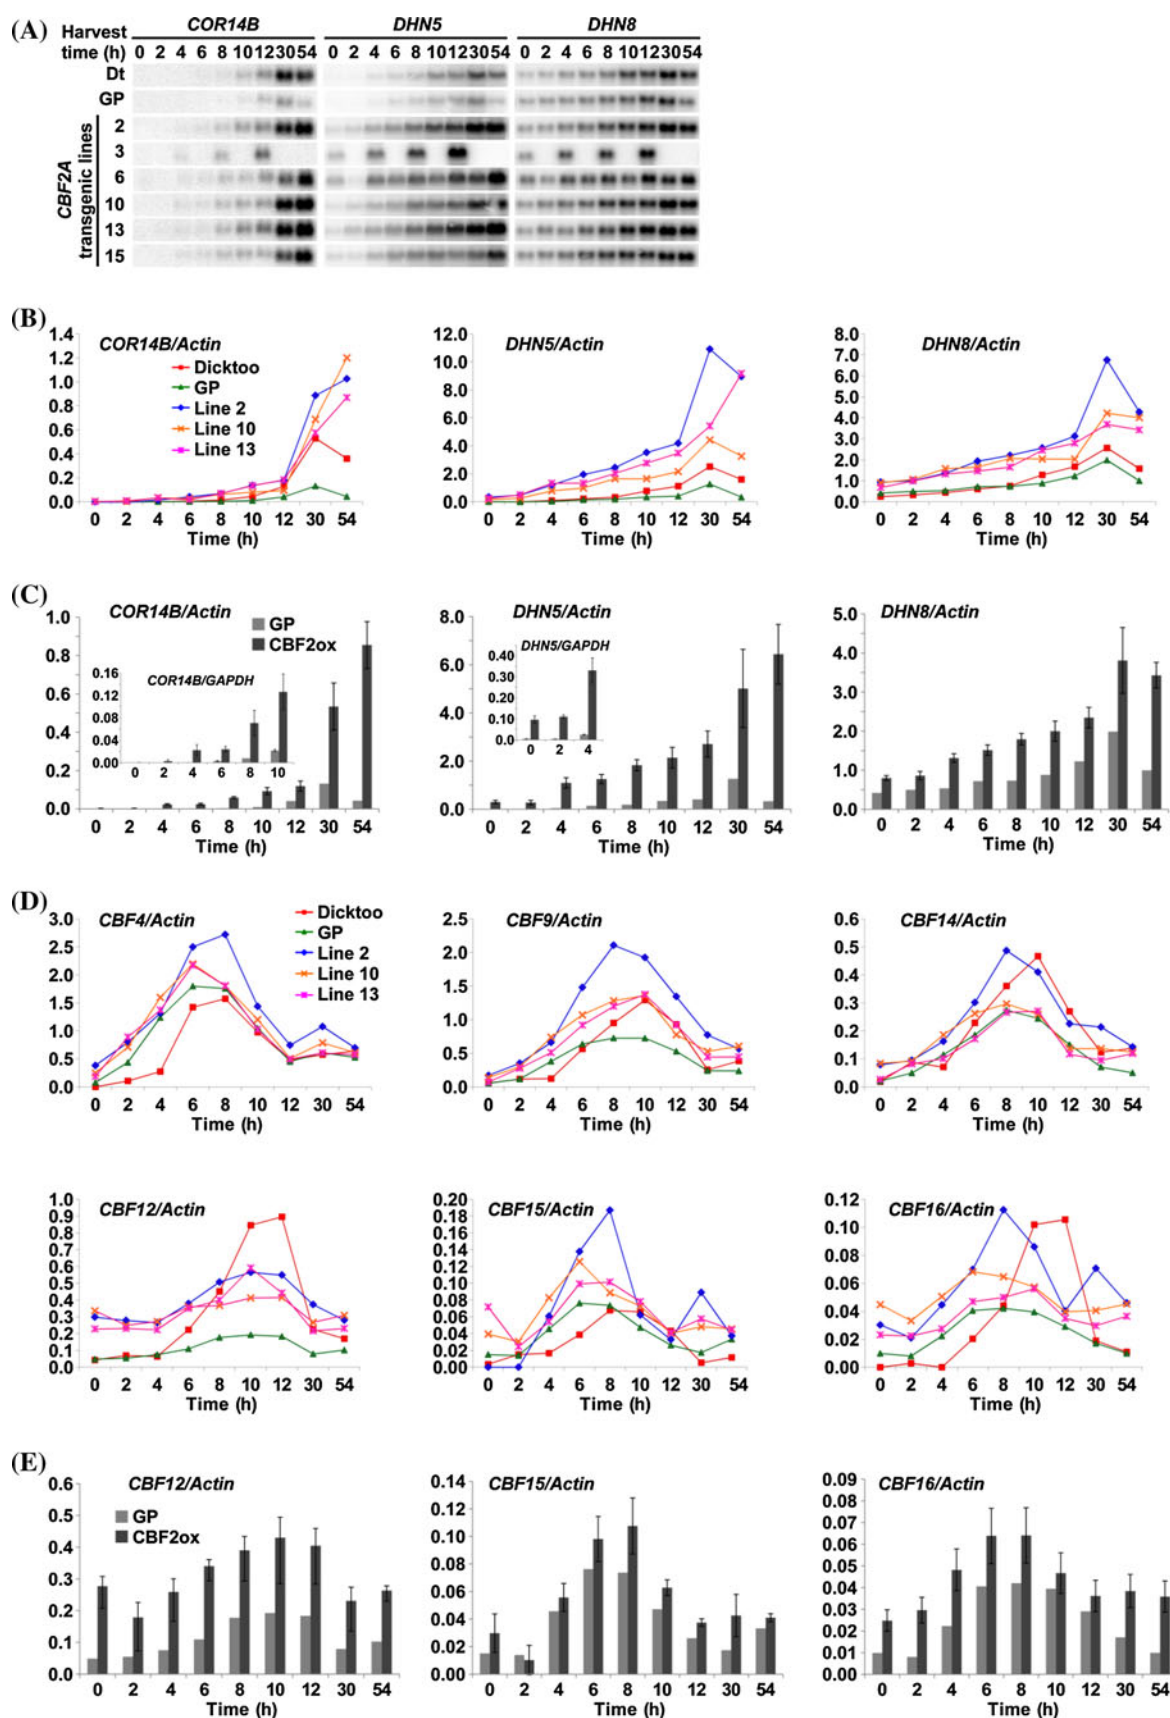 (A)
COR14B DHN5 DHN8
Harvest
time (h) 0 2 4 6 8 10 12 30 54 0 2 4 6 8 10 12 30 54 0 2 4 6 8 10 12 30 54
Dt
GP
CBF2A
transgenic lines
2
3
6
10
13
15
(B)
COR14B/Actin
1.4
1.2
1.0
0.8
0.6
0.4
0.2
0.0
Dicktoo
GP
Line 2
Line 10
Line 13
0 2 4 6 8 10 12 30 54
Time (h)
DHN5/Actin
12.0
10.0
8.0
6.0
4.0
2.0
0.0
0 2 4 6 8 10 12 30 54
Time (h)
DHN8/Actin
8.0
7.0
6.0
5.0
4.0
3.0
2.0
1.0
0.0
0 2 4 6 8 10 12 30 54
Time (h)
(C)
COR14B/Actin
1.0
0.8
0.6
0.4
0.2
0.0
GP
CBF2ox
COR14B/GAPDH
0.16
0.12
0.08
0.04
0.00
0 2 4 6 8 10
0 2 4 6 8 10 12 30 54
Time (h)
DHN5/Actin
8.0
6.0
4.0
2.0
0.0
DHN5/GAPDH
0.40
0.30
0.20
0.10
0.0
0 2 4
0 2 4 6 8 10 12 30 54
Time (h)
DHN8/Actin
5.0
4.0
3.0
2.0
1.0
0.0
0 2 4 6 8 10 12 30 54
Time (h)
(D)
CBF4/Actin
3.0
2.5
2.0
1.5
1.0
0.5
0.0
Dicktoo
GP
Line 2
Line 10
Line 13
0 2 4 6 8 10 12 30 54
Time (h)
CBF9/Actin
2.5
2.0
1.5
1.0
0.5
0.0
0 2 4 6 8 10 12 30 54
Time (h)
CBF14/Actin
0.6
0.5
0.4
0.3
0.2
0.1
0.0
0 2 4 6 8 10 12 30 54
Time (h)
CBF12/Actin
1.0
0.9
0.8
0.7
0.6
0.5
0.4
0.3
0.2
0.1
0.0
0 2 4 6 8 10 12 30 54
Time (h)
CBF15/Actin
0.20
0.18
0.16
0.14
0.12
0.10
0.08
0.06
0.04
0.02
0.00
0 2 4 6 8 10 12 30 54
Time (h)
CBF16/Actin
0.12
0.10
0.08
0.06
0.04
0.02
0.00
0 2 4 6 8 10 12 30 54
Time (h)
(E)
CBF12/Actin
0.6
0.5
0.4
0.3
0.2
0.1
0.0
GP
CBF2ox
0 2 4 6 8 10 12 30 54
Time (h)
CBF15/Actin
0.14
0.12
0.10
0.08
0.06
0.04
0.02
0.00
0 2 4 6 8 10 12 30 54
Time (h)
CBF16/Actin
0.09
0.08
0.07
0.06
0.05
0.04
0.03
0.02
0.01
0.00
0 2 4 6 8 10 12 30 54
Time (h)